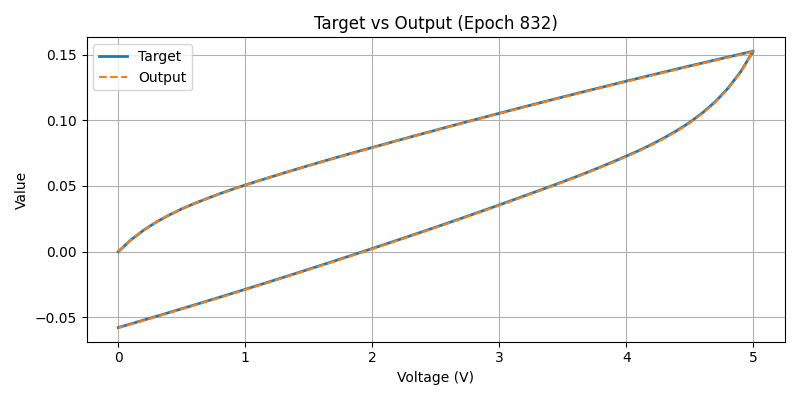 Target vs Output (Epoch 832)
Target
Output
Value
0.15
0.10
0.05
0.00
−0.05
0 1 2 3 4 5
Voltage (V)